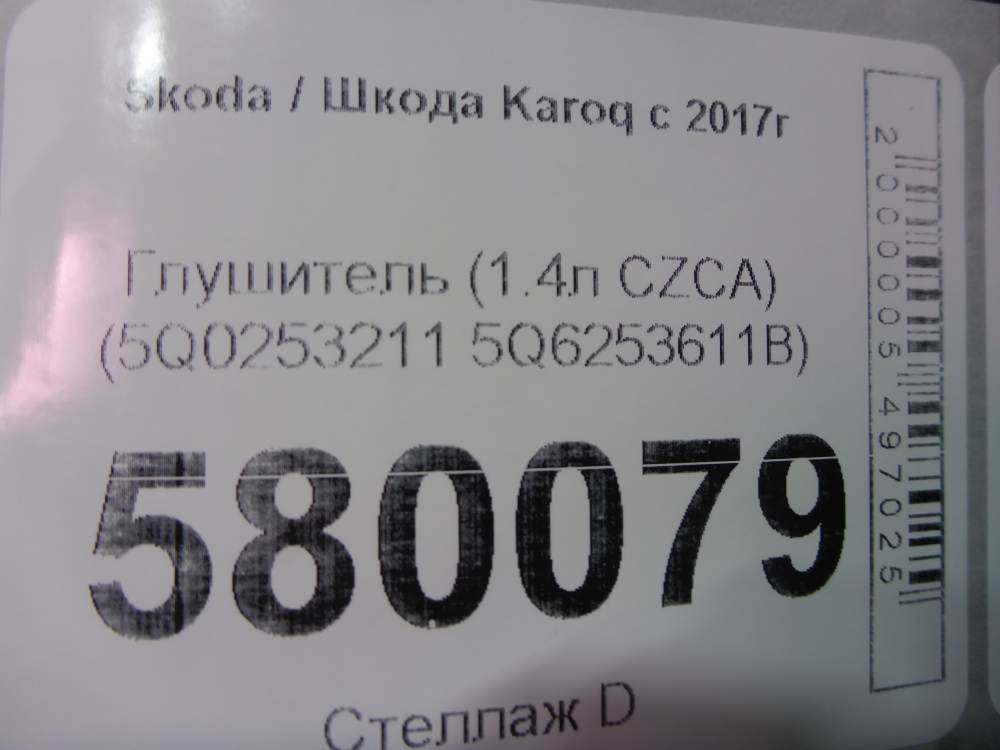 Skoda / Шкода Karoq с 2017г
Глушитель (1.4л CZCA)
(5Q0253211 5Q6253611B)
580079
Стеллаж D
2000005497025